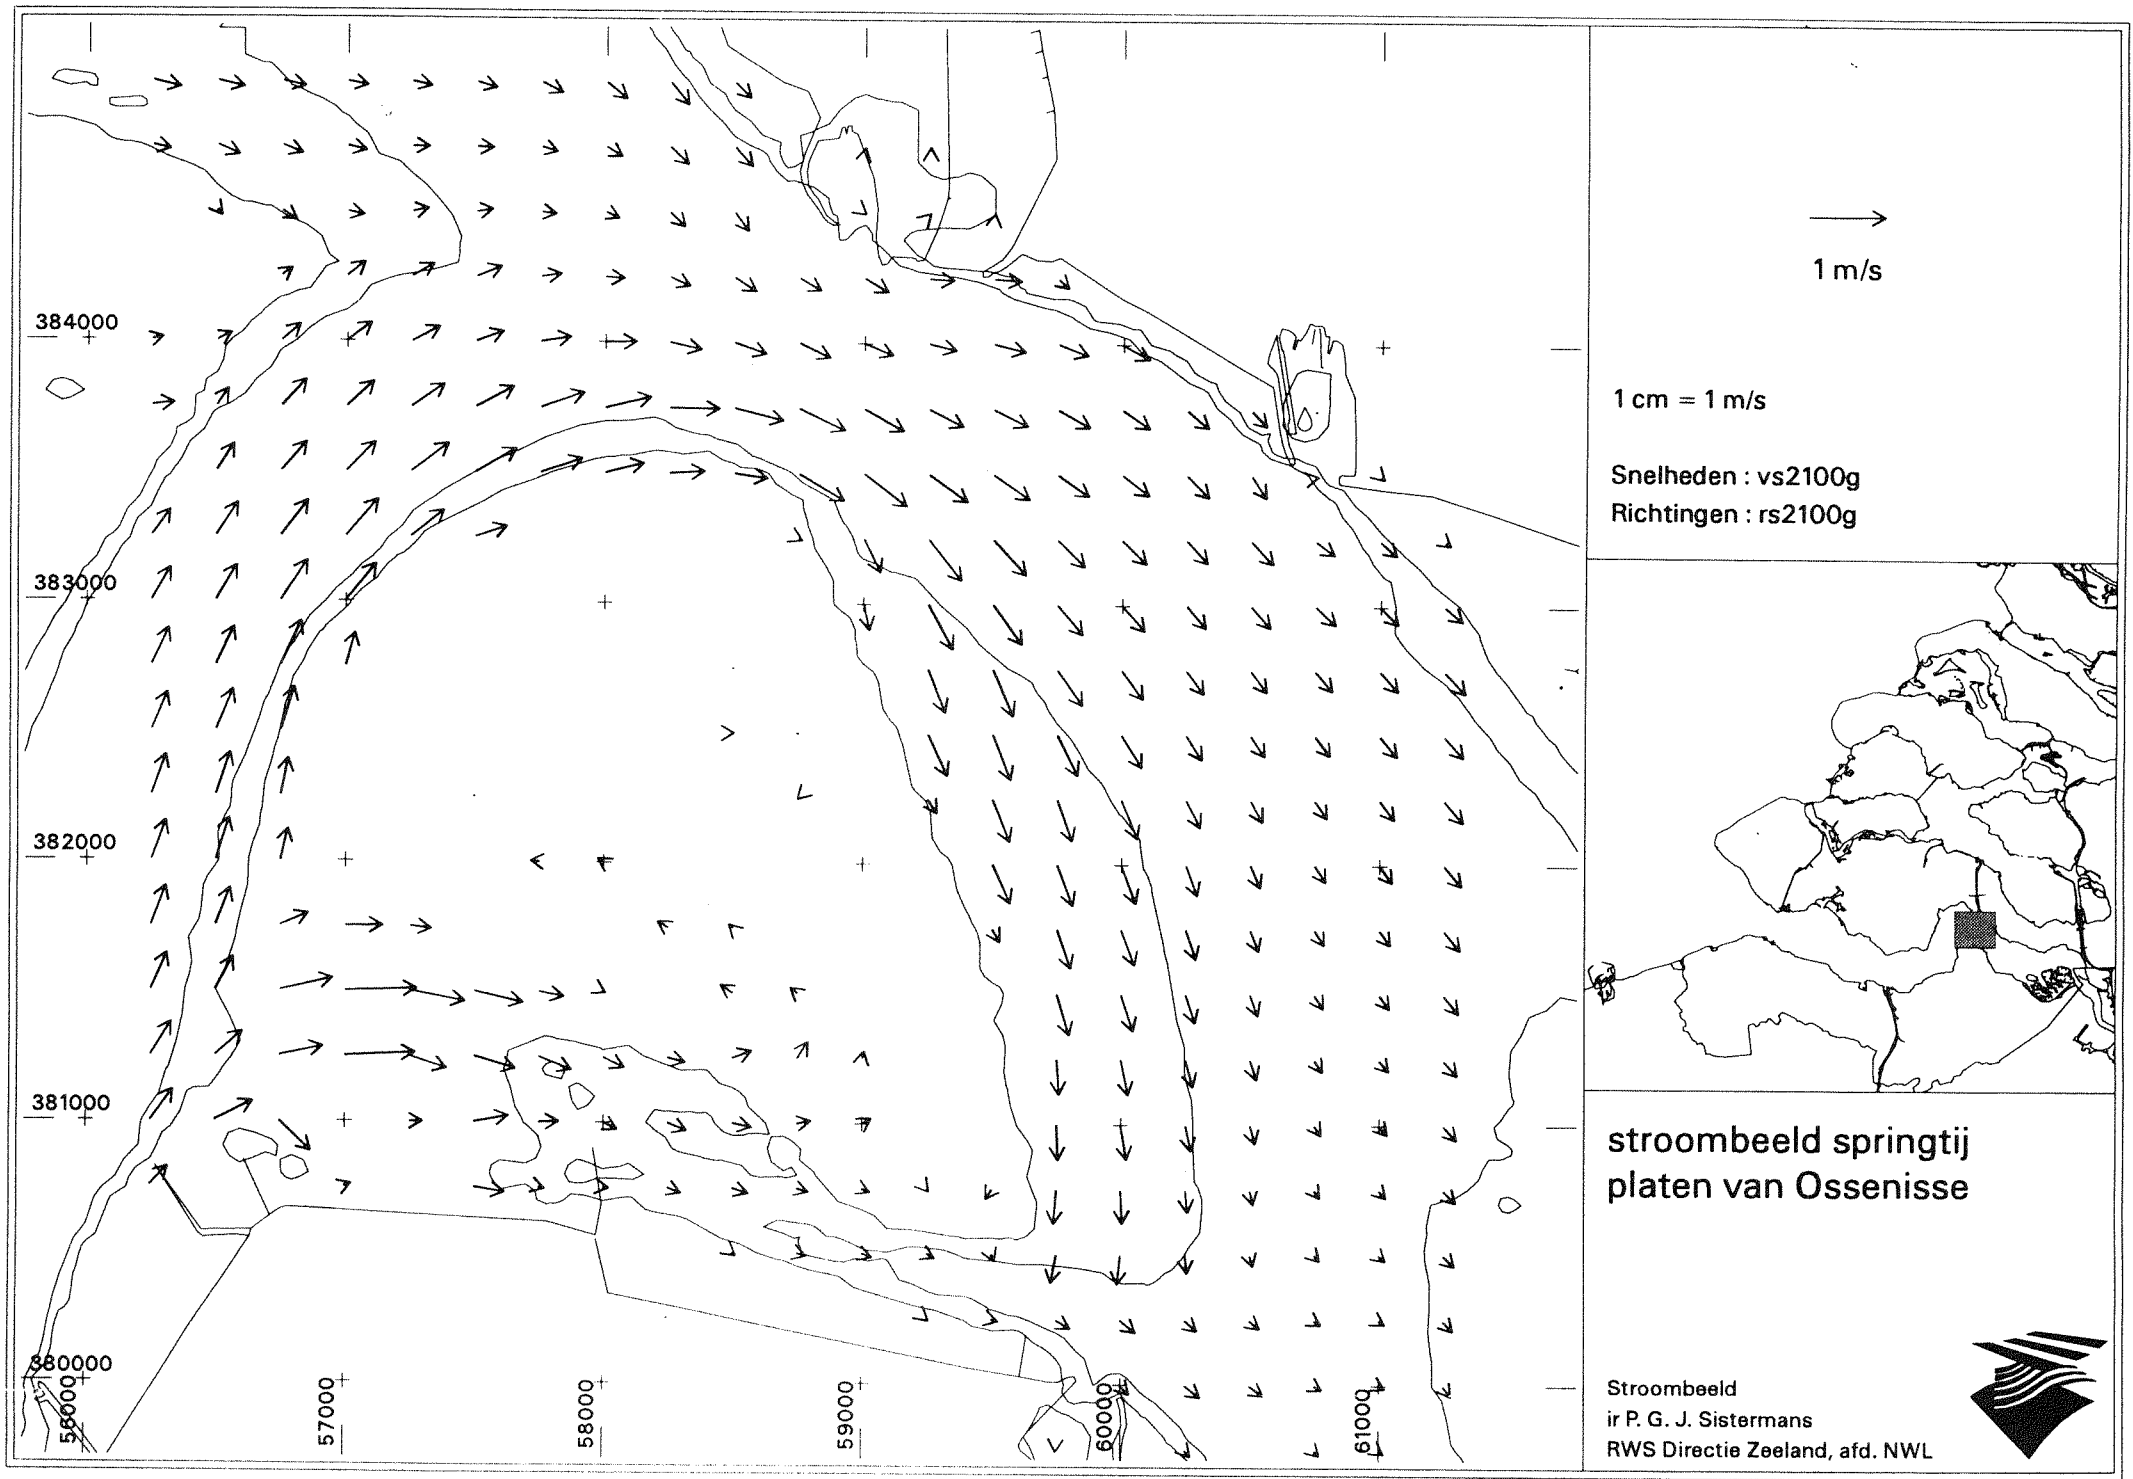 384000
383000
382000
381000
380000
56000
57000
58000
59000
60000
61000
1 m/s
1 cm = 1 m/s
Snelheden : vs2100g
Richtingen : rs2100g
stroombeeld springtij
platen van Ossenisse
Stroombeeld
ir P. G. J. Sistermans
RWS Directie Zeeland, afd. NWL